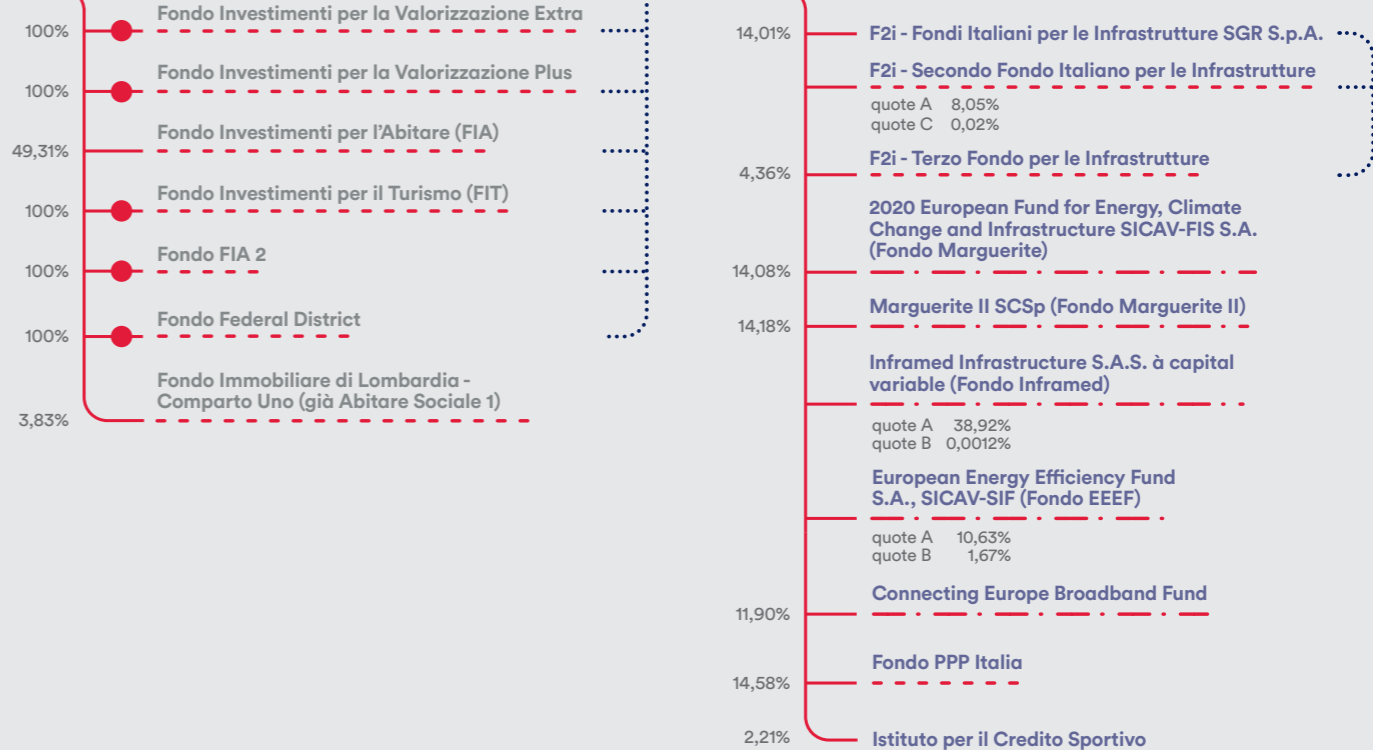 Fondo Investimenti per la Valorizzazione Extra
100%
Fondo Investimenti per la Valorizzazione Plus
100%
Fondo Investimenti per l'Abitare (FIA)
49,31%
Fondo Investimenti per il Turismo (FIT)
100%
Fondo FIA 2
100%
Fondo Federal District
100%
Fondo Immobiliare di Lombardia -
Comparto Uno (già Abitare Sociale 1)
3,83%
14,01%
F2i - Fondi Italiani per le Infrastrutture SGR S.p.A.
F2i - Secondo Fondo Italiano per le Infrastrutture
quote A 8,05%
quote C 0,02%
F2i - Terzo Fondo per le Infrastrutture
4,36%
2020 European Fund for Energy, Climate
Change and Infrastructure SICAV-FIS S.A.
(Fondo Marguerite)
14,08%
Marguerite II SCSp (Fondo Marguerite II)
14,18%
Inframed Infrastructure S.A.S. à capital
variable (Fondo Inframed)
quote A 38,92%
quote B 0,0012%
European Energy Efficiency Fund
S.A., SICAV-SIF (Fondo EEEF)
quote A 10,63%
quote B 1,67%
Connecting Europe Broadband Fund
11,90%
Fondo PPP Italia
14,58%
2,21%
Istituto per il Credito Sportivo